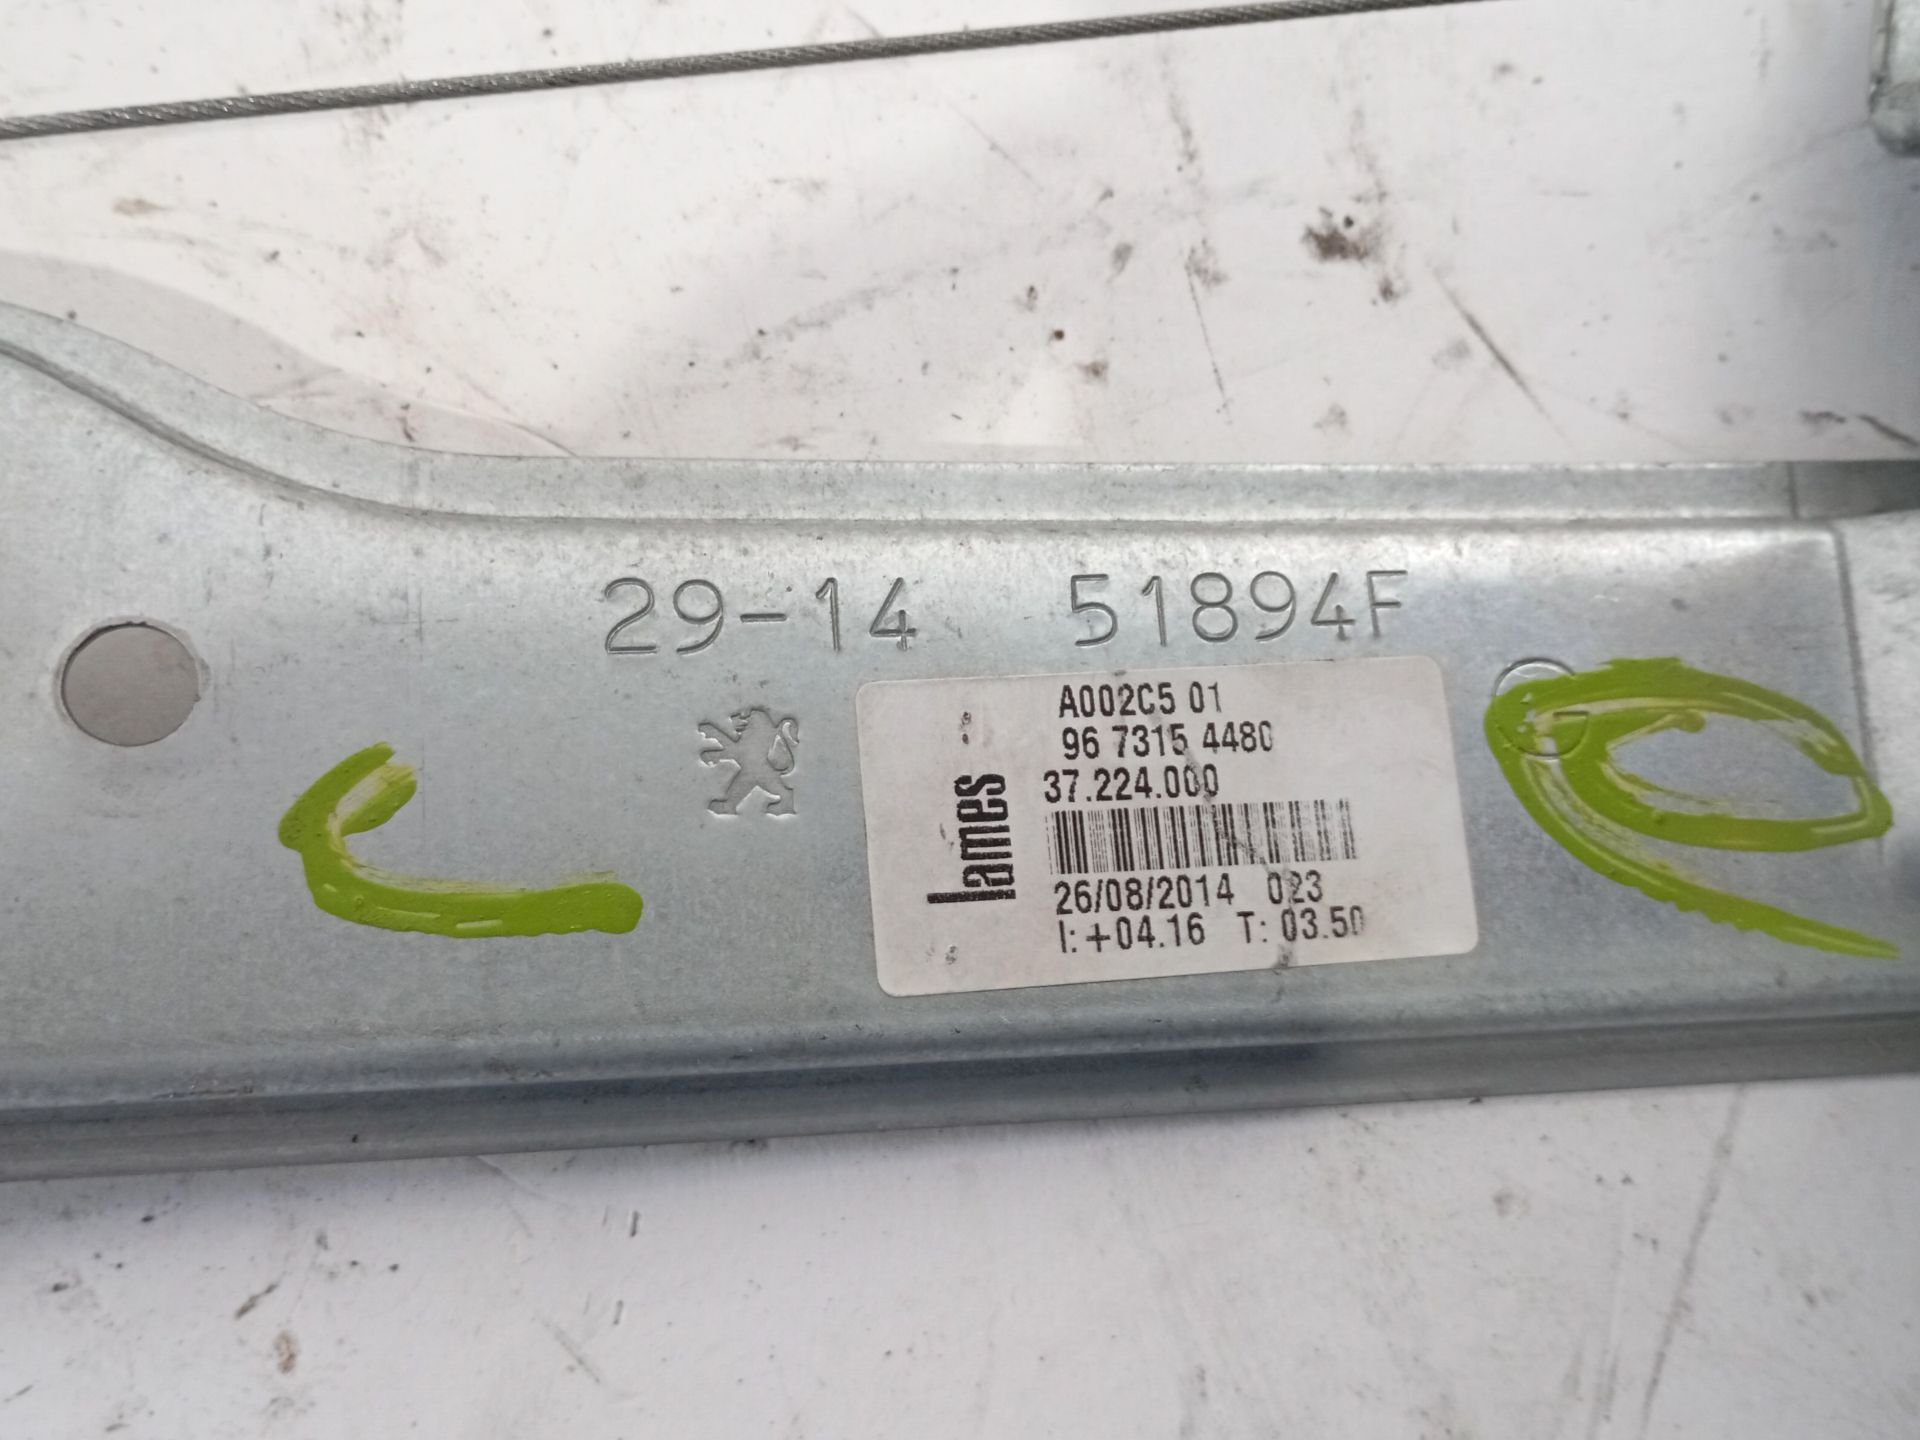 29-14 51894F
A002C5 01
96 7315 4480
37.224.000
lames
26/08/2014 023
I: +04.16 T: 03.50